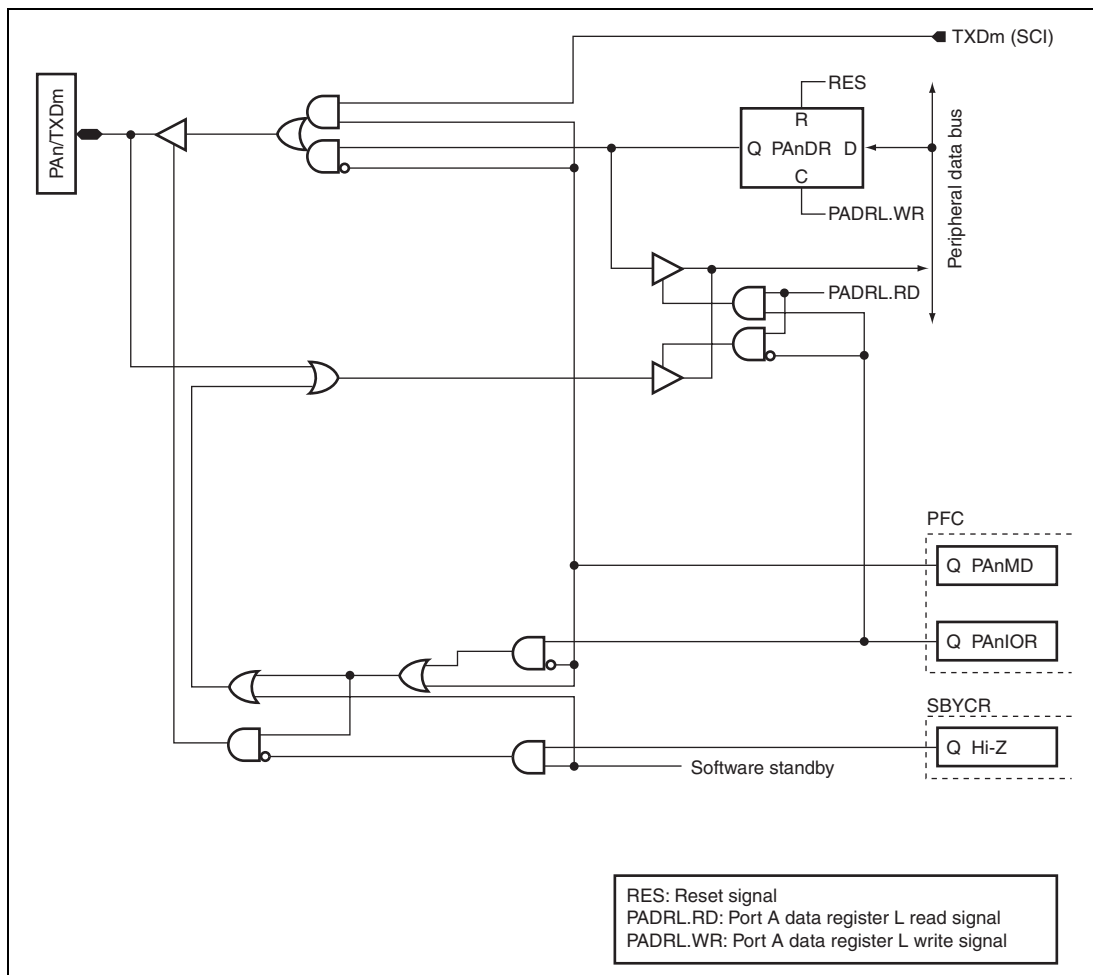 TXDm (SCI)
RES
R
Q PAnDR D
C
PADRL.WR
Peripheral data bus
PAn/TXDm
PADRL.RD
PFC
Q PAnMD
Q PAnIOR
SBYCR
Q Hi-Z
Software standby
RES: Reset signal
PADRL.RD: Port A data register L read signal
PADRL.WR: Port A data register L write signal